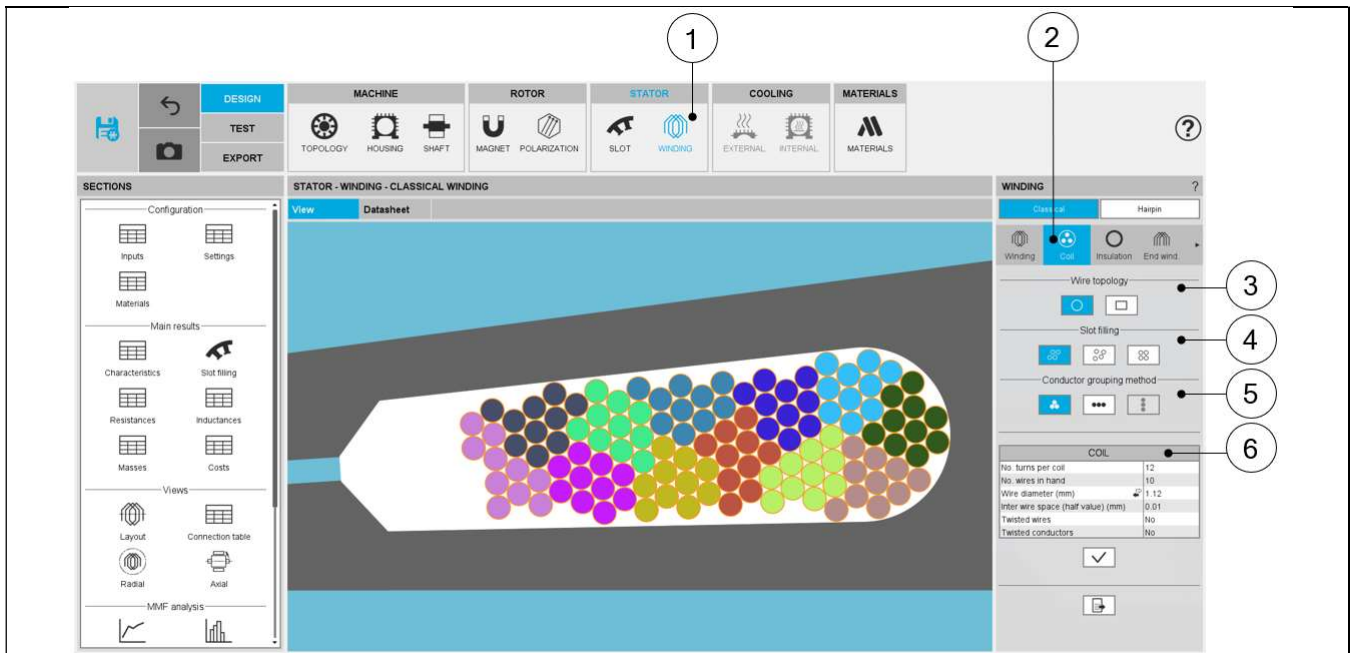 1
2
DESIGN
TEST
EXPORT
MACHINE
TOPOLOGY HOUSING SHAFT
ROTOR
MAGNET POLARIZATION
STATOR
SLOT WINDING
COOLING
EXTERNAL INTERNAL
MATERIALS
MATERIALS
?
SECTIONS
Configuration
Inputs Settings
Materials
Main results
Characteristics Slot filling
Resistances Inductances
Masses Costs
Views
Layout Connection table
Radial Axial
MMF analysis
STATOR - WINDING - CLASSICAL WINDING
View Datasheet
WINDING ?
Classical Hairpin
Winding Coil Insulation End wind.
Wire topology
3
Slot filling
4
Conductor grouping method
5
COIL
6
No. turns per coil 12
No. wires in hand 10
Wire diameter (mm) 1.12
Inter wire space (half value) (mm) 0.01
Twisted wires No
Twisted conductors No